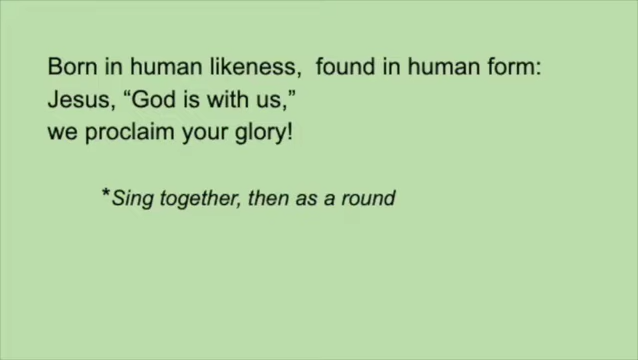 Born in human likeness,  found in human form:
Jesus, “God is with us,”
we proclaim your glory!
*Sing together, then as a round